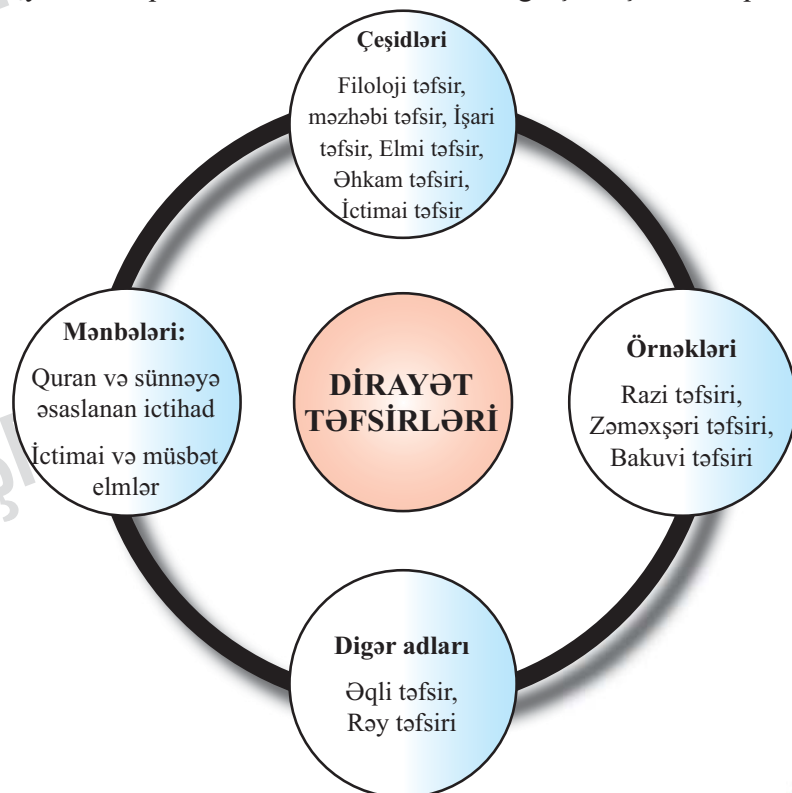 Çeşidləri
Filoloji təfsir,
məzhəbi təfsir, İşari
təfsir, Elmi təfsir,
Əhkam təfsiri,
İctimai təfsir
Mənbələri:
Quran və sünnəyə
əsaslanan ictihad
İctimai və müsbət
elmlər
DİRAYƏT
TƏFSİRLƏRİ
Örnəkləri
Razi təfsiri,
Zəməxşəri təfsiri,
Bakuvi təfsiri
Digər adları
Əqli təfsir,
Rəy təfsiri